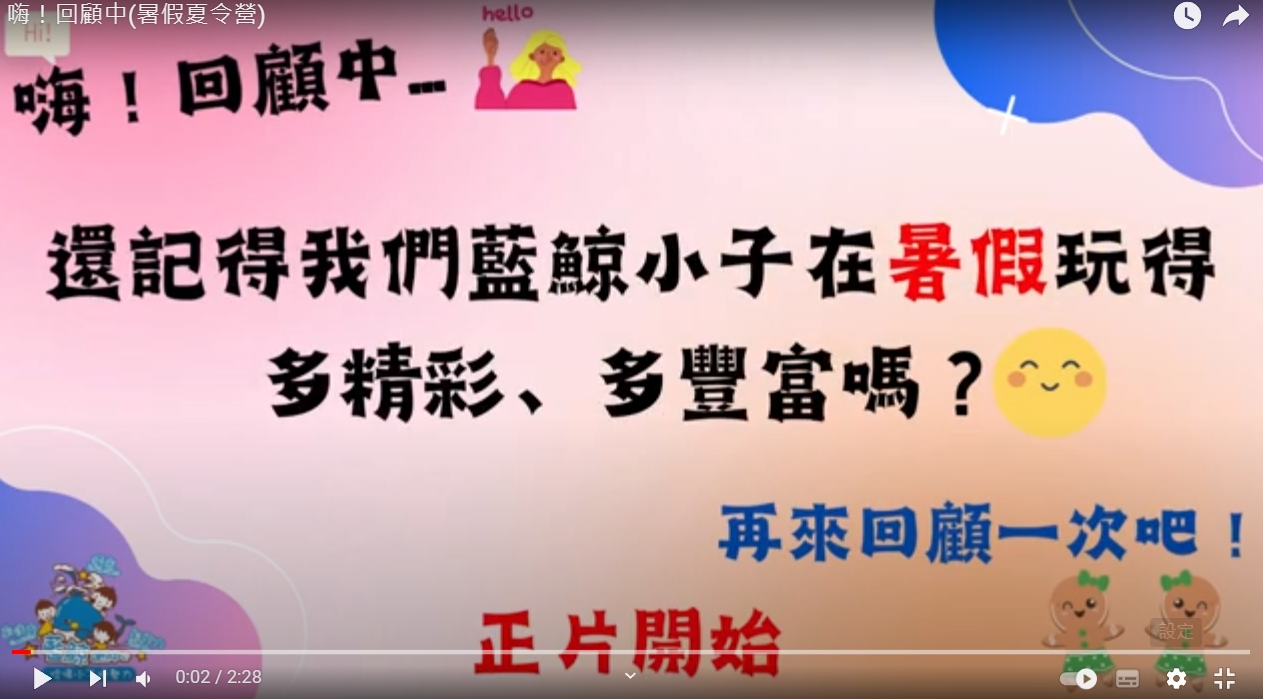 嗨！回顧中(暑假夏令營)
Hi!
hello
嗨！回顧中...
還記得我們藍鯨小子在暑假玩得
多精彩、多豐富嗎？
再來回顧一次吧！
正片開始
設定
0:02 / 2:28